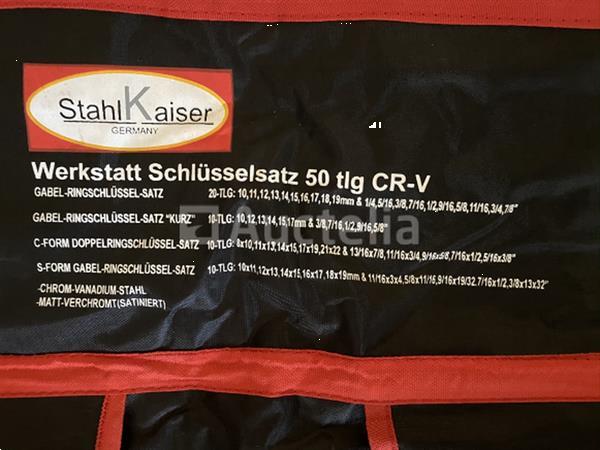 StahlKaiser
GERMANY
Werkstatt Schlüsselsatz 50 tlg CR-V
GABEL-RINGSCHLÜSSEL-SATZ 20-TLG: 10,11,12,13,14,15,16,17,18,19mm & 1/4,5/16,3/8,7/16,1/2,9/16,5/8,11/16,3/4,7/8"
GABEL-RINGSCHLÜSSEL-SATZ "KURZ" 10-TLG: 10,12,13,14,15,17mm & 3/8,7/16,1/2,9/16,5/8"
Auctelia
C-FORM DOPPELRINGSCHLÜSSEL-SATZ 10-TLG: 8x10,11x13,14x15,17x19,21x22 & 13/16x7/8,11/16x3/4,9/16x5/8,7/16x1/2,5/16x3/8"
S-FORM GABEL-RINGSCHLÜSSEL-SATZ 10-TLG: 10x11,12x13,14x15,16x17,18x19mm & 11/16x3x4,5/8x11/16,9/16x19/32.7/16x1/2,3/8x13x32"
-CHROM-VANADIUM-STAHL
-MATT-VERCHROMT(SATINIERT)